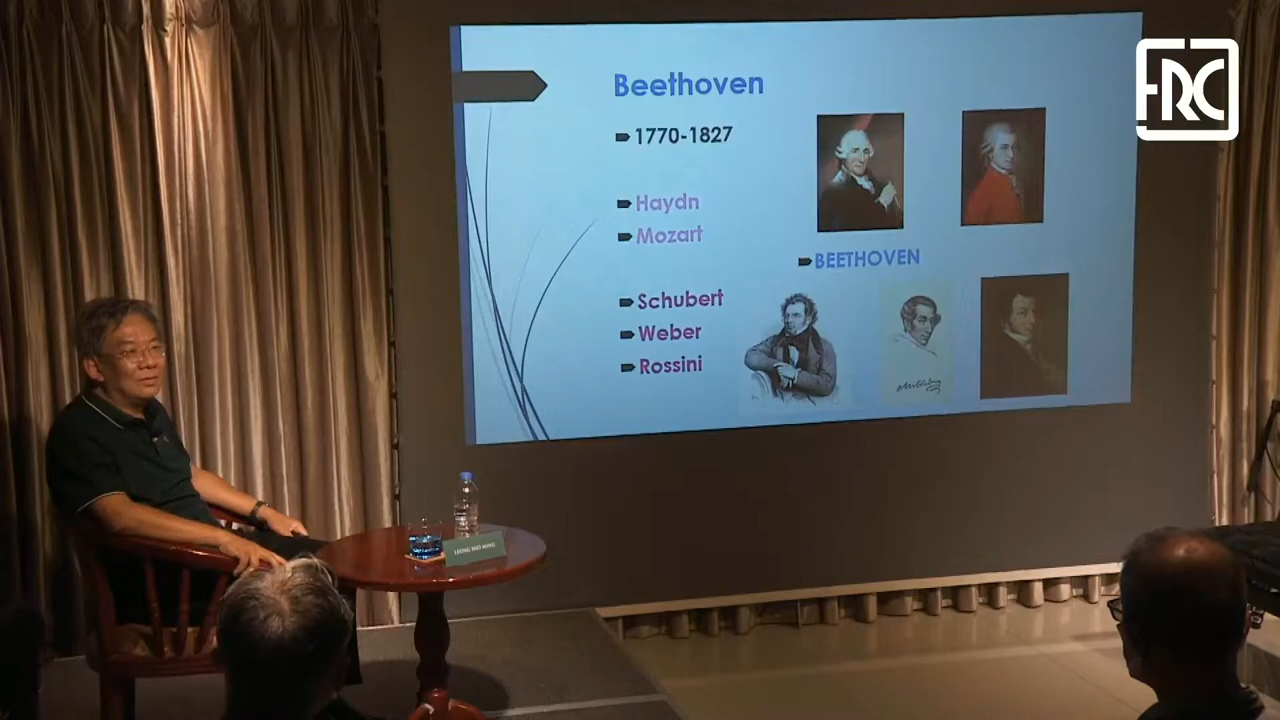 Beethoven
1770-1827
Haydn
Mozart
BEETHOVEN
Schubert
Weber
Rossini
FRC